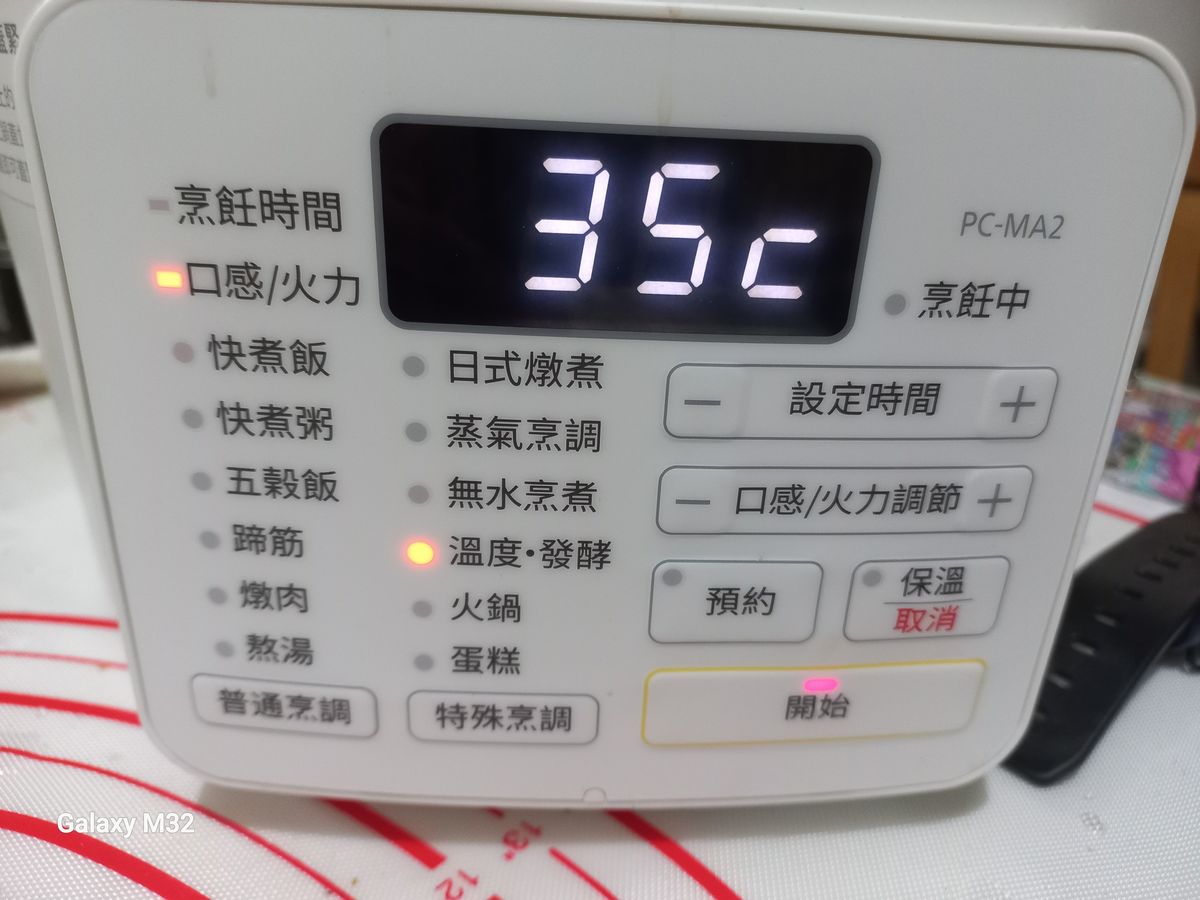 35c
PC-MA2
烹飪時間
口感/火力
烹飪中
快煮飯
快煮粥
五穀飯
蹄筋
燉肉
熬湯
普通烹調
日式燉煮
蒸氣烹調
無水烹煮
溫度·發酵
火鍋
蛋糕
特殊烹調
− 設定時間 +
− 口感/火力調節 +
預約
保溫
取消
開始
Galaxy M32
13"
12